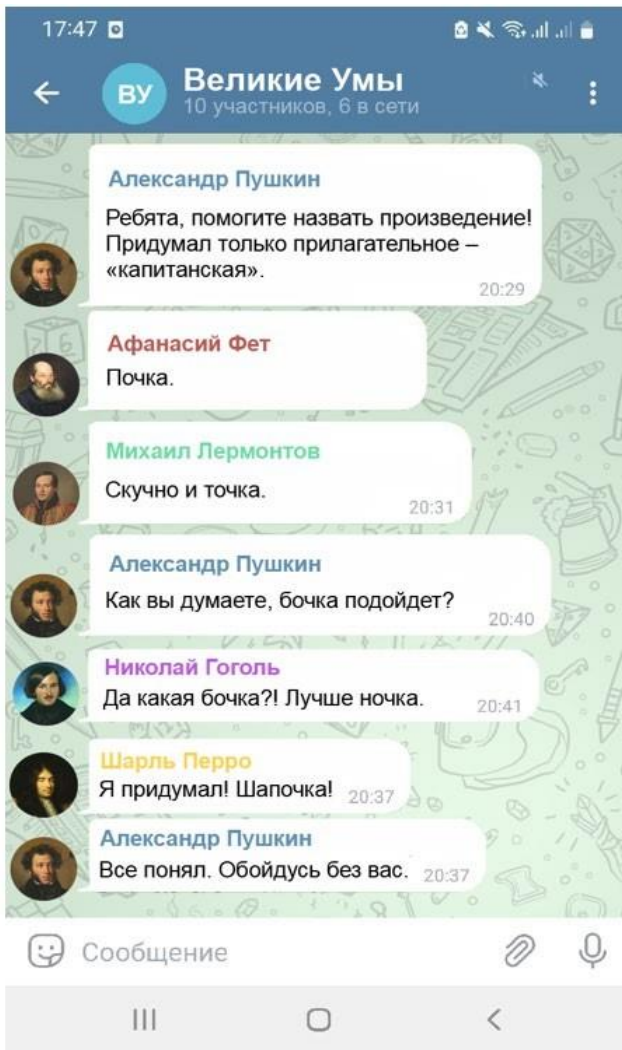 17:47
ВУ
Великие Умы
10 участников, 6 в сети
Александр Пушкин
Ребята, помогите назвать произведение!
Придумал только прилагательное –
«капитанская».
20:29
Афанасий Фет
Почка.
Михаил Лермонтов
Скучно и точка.
20:31
Александр Пушкин
Как вы думаете, бочка подойдет?
20:40
Николай Гоголь
Да какая бочка?! Лучше ночка.
20:41
Шарль Перро
Я придумал! Шапочка!
20:37
Александр Пушкин
Все понял. Обойдусь без вас.
20:37
Сообщение